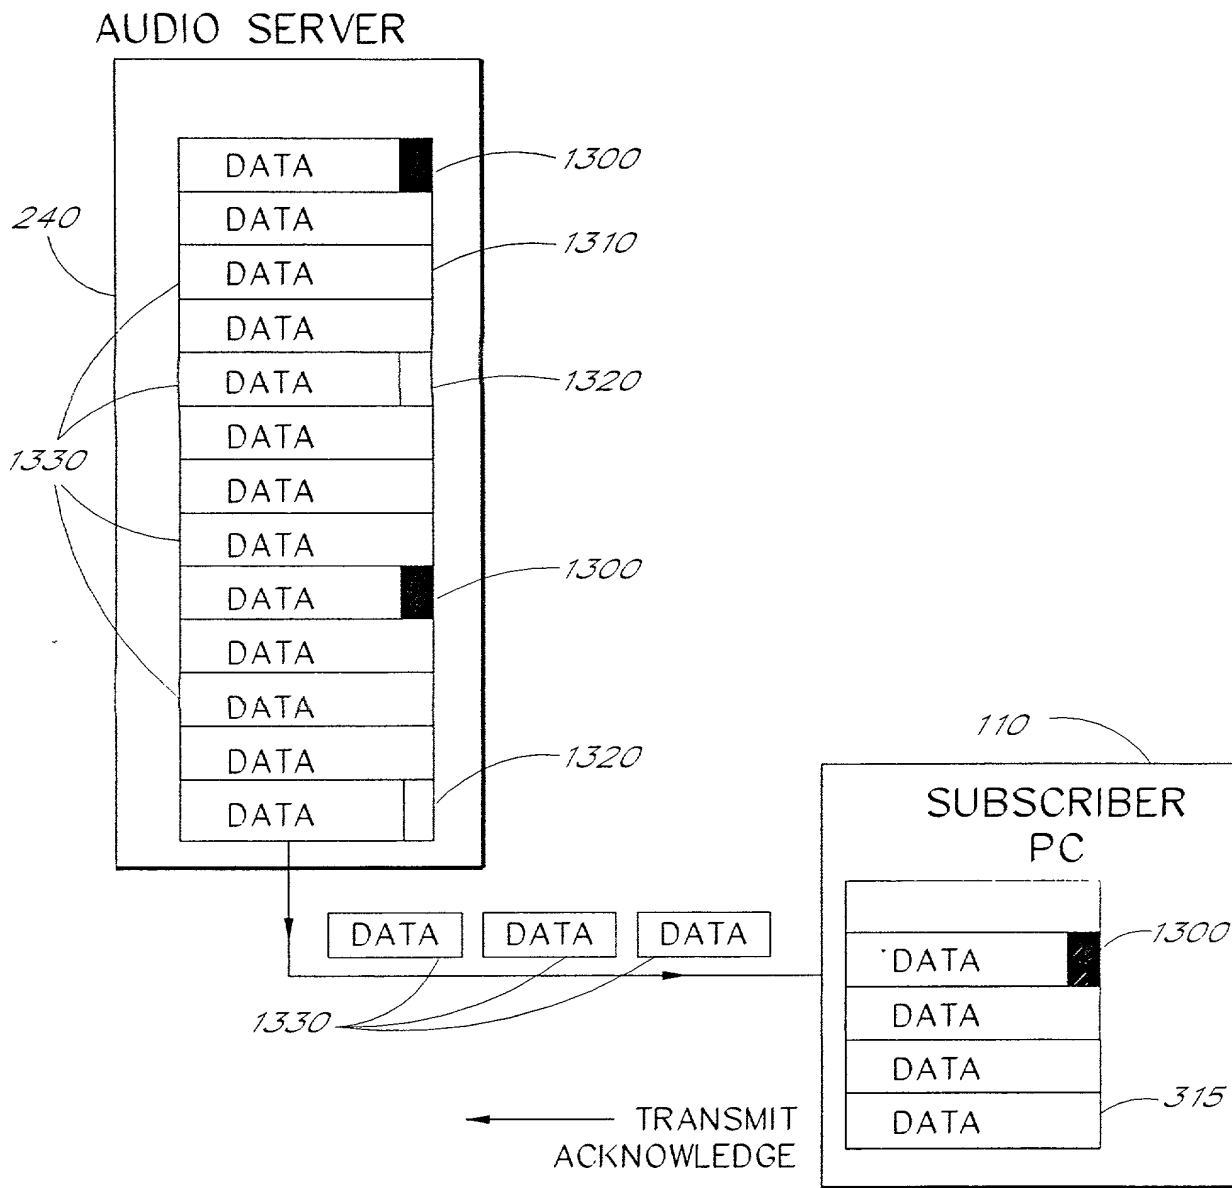 AUDIO SERVER
DATA
1300
240
DATA
1310
DATA
DATA
DATA
1320
DATA
1330
DATA
DATA
DATA
1300
DATA
DATA
DATA
1320
DATA
110
SUBSCRIBER
PC
DATA DATA DATA
DATA
1300
1330
DATA
DATA
DATA
315
TRANSMIT
ACKNOWLEDGE